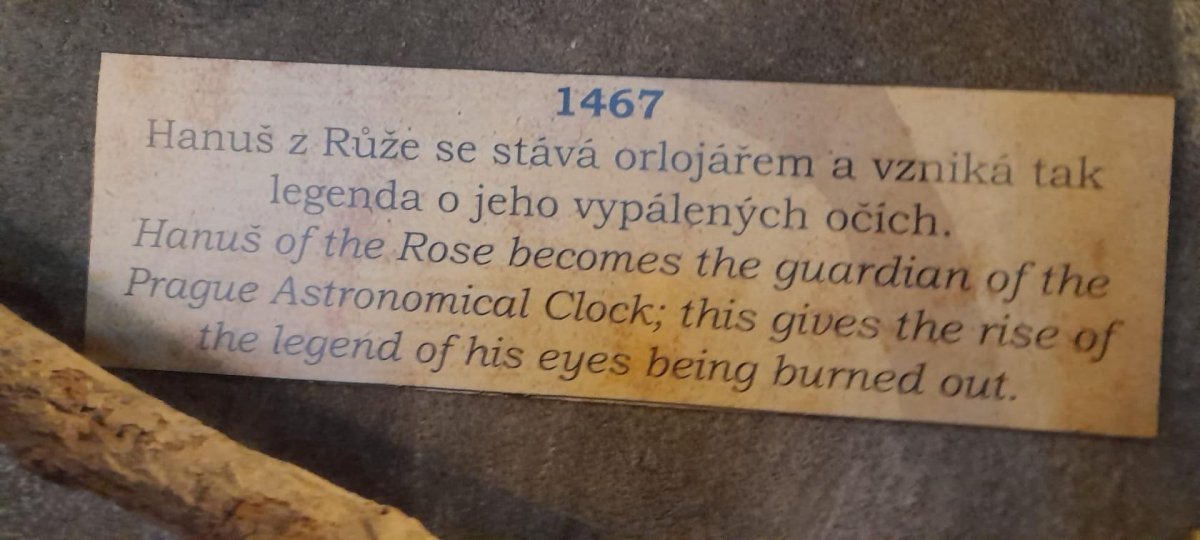 1467
Hanuš z Růže se stává orlojářem a vzniká tak
legenda o jeho vypálených očích.
Hanuš of the Rose becomes the guardian of the
Prague Astronomical Clock; this gives the rise of
the legend of his eyes being burned out.